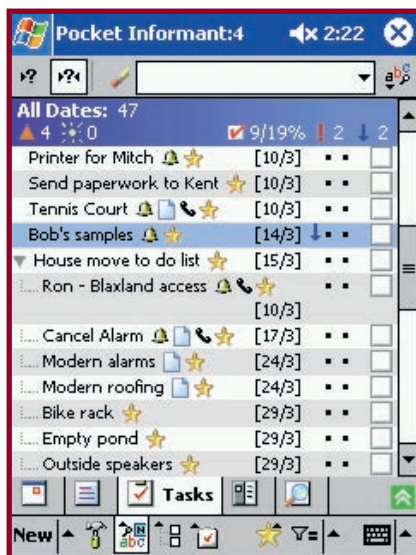 Pocket Informant:4 2:22
All Dates: 47
4 0 9/19% 2 2
Printer for Mitch [10/3]
Send paperwork to Kent [10/3]
Tennis Court [10/3]
Bob's samples [14/3]
House move to do list [15/3]
Ron - Blaxland access
[10/3]
Cancel Alarm [17/3]
Modern alarms [24/3]
Modern roofing [24/3]
Bike rack [29/3]
Empty pond [29/3]
Outside speakers [29/3]
Tasks
New